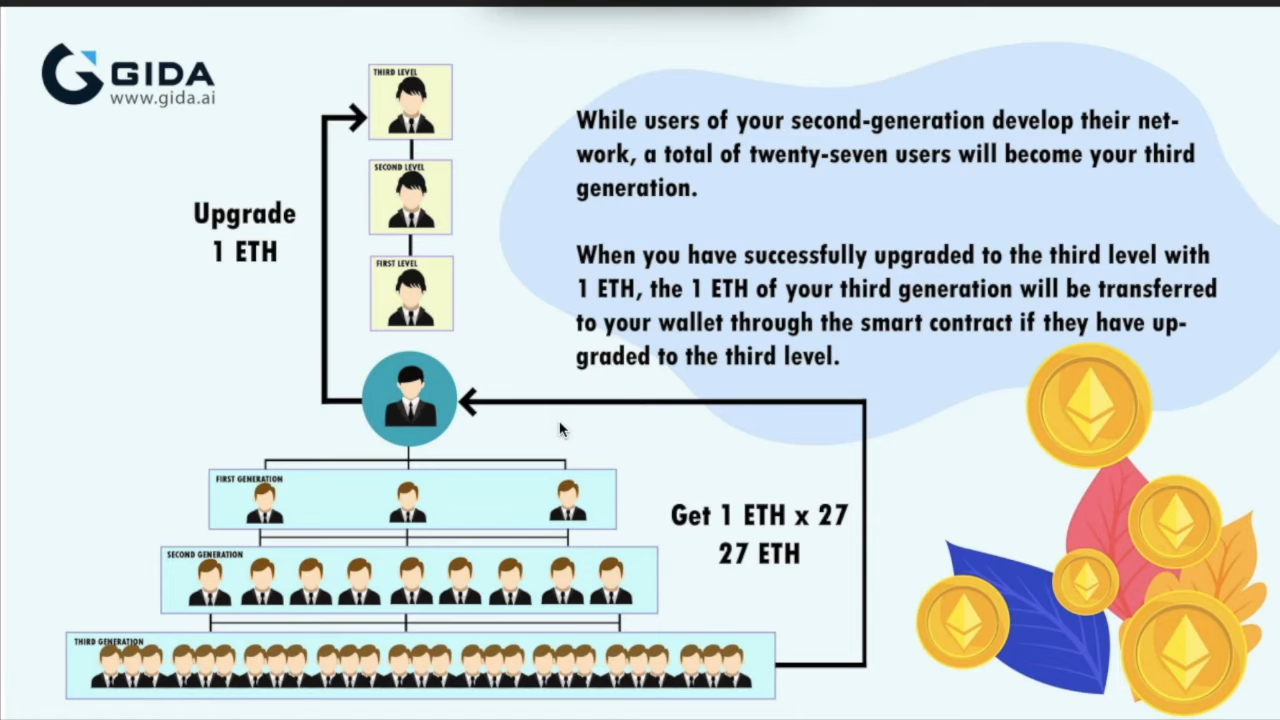 GIDA
www.gida.ai
THIRD LEVEL
SECOND LEVEL
FIRST LEVEL
Upgrade
1 ETH
While users of your second-generation develop their net-
work, a total of twenty-seven users will become your third
generation.
When you have successfully upgraded to the third level with
1 ETH, the 1 ETH of your third generation will be transferred
to your wallet through the smart contract if they have up-
graded to the third level.
FIRST GENERATION
SECOND GENERATION
THIRD GENERATION
Get 1 ETH x 27
27 ETH